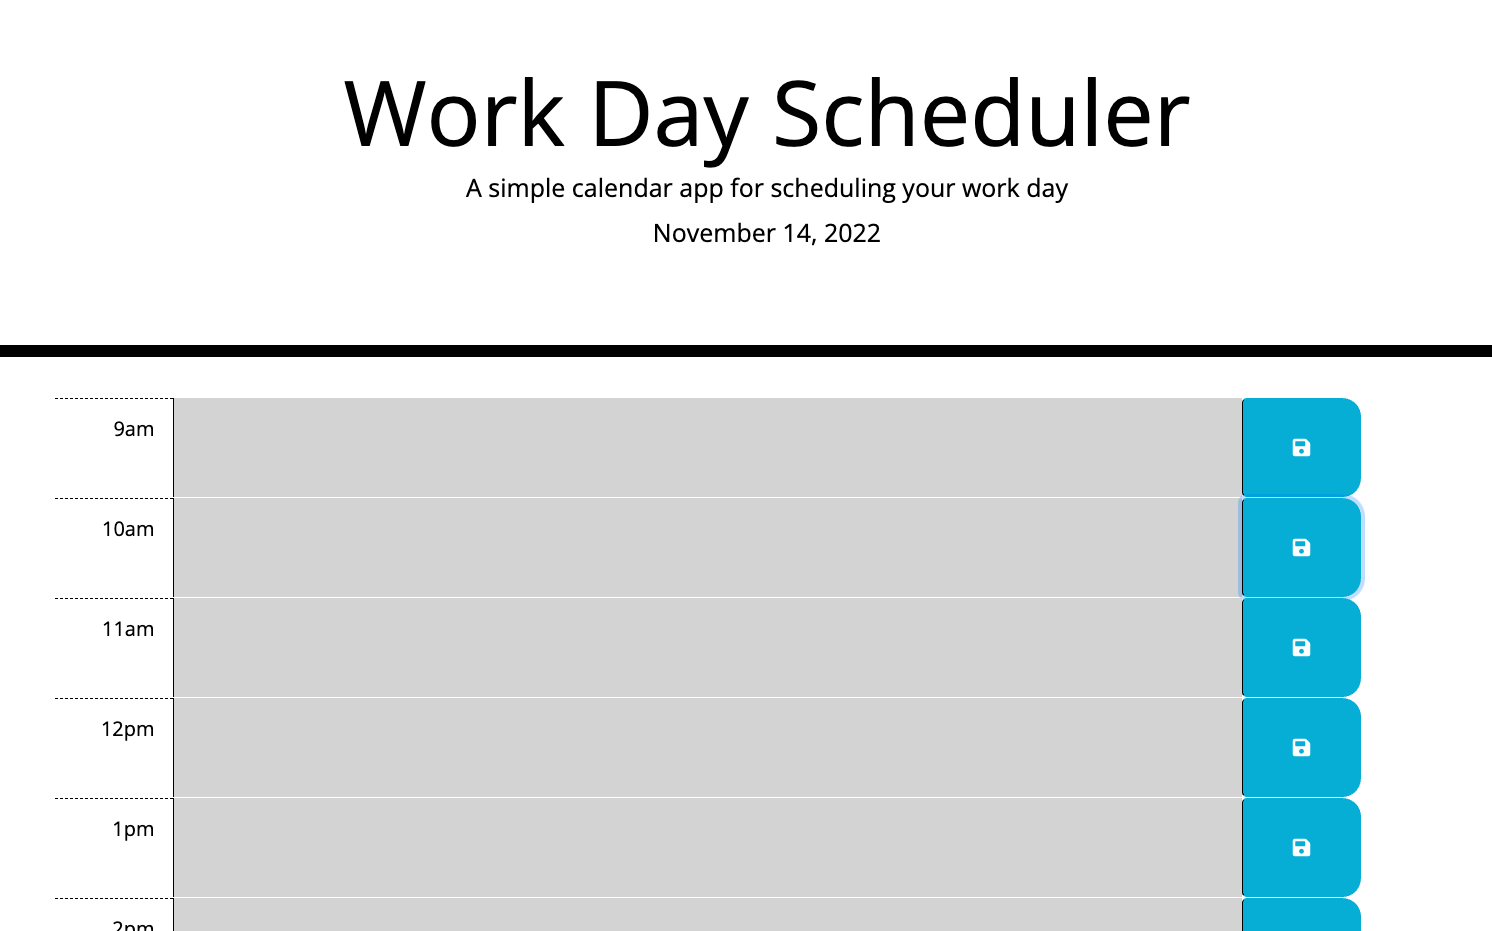 Work Day Scheduler
A simple calendar app for scheduling your work day
November 14, 2022
9am
10am
11am
12pm
1pm
2pm